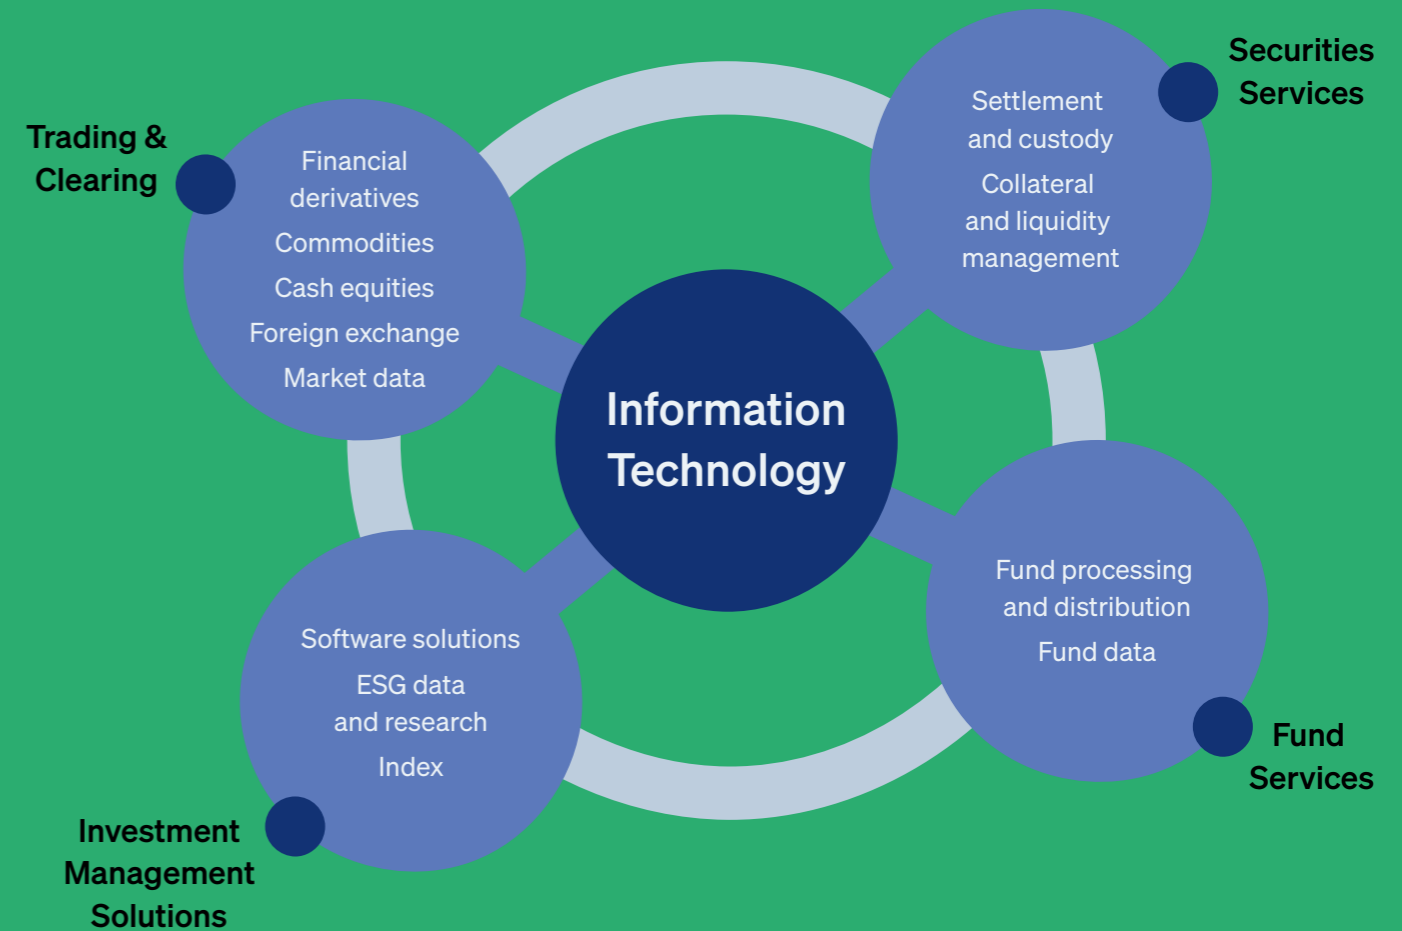 Trading &
Clearing
Financial
derivatives
Commodities
Cash equities
Foreign exchange
Market data
Securities
Services
Settlement
and custody
Collateral
and liquidity
management
Information
Technology
Software solutions
ESG data
and research
Index
Investment
Management
Solutions
Fund processing
and distribution
Fund data
Fund
Services